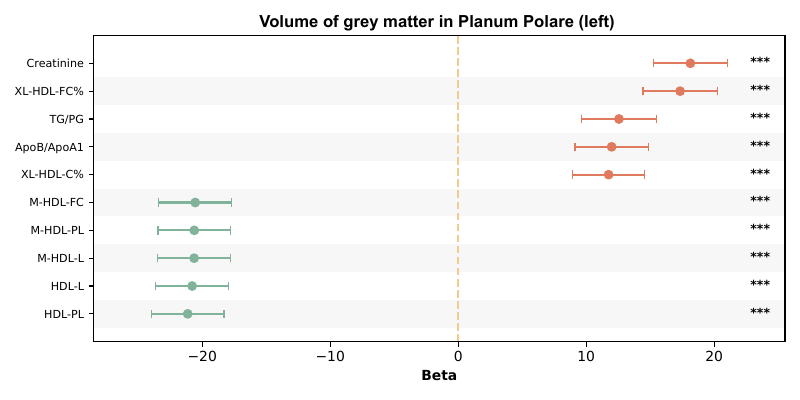 Volume of grey matter in Planum Polare (left)
Creatinine ***
XL-HDL-FC% ***
TG/PG ***
ApoB/ApoA1 ***
XL-HDL-C% ***
M-HDL-FC ***
M-HDL-PL ***
M-HDL-L ***
HDL-L ***
HDL-PL ***
−20 −10 0 10 20
Beta